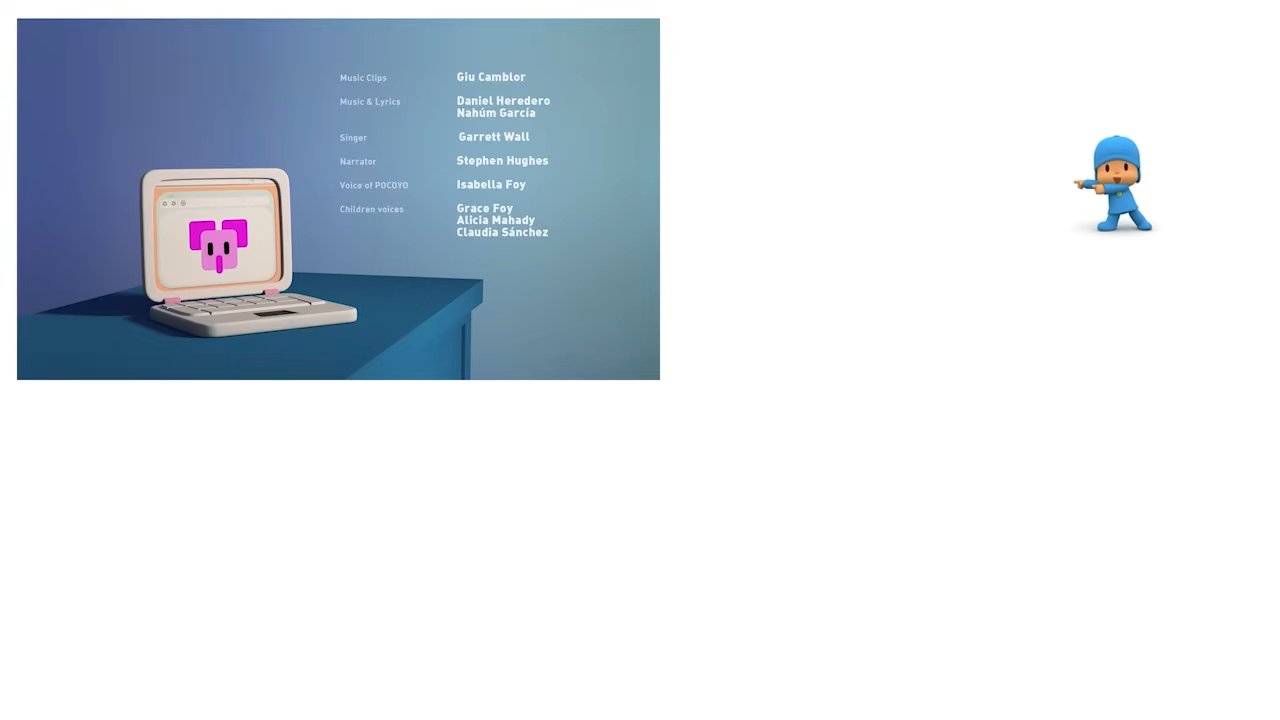 Music Clips Giu Camblor
Music & Lyrics Daniel Heredero
Nahúm García
Singer Garrett Wall
Narrator Stephen Hughes
Voice of POCOYO Isabella Foy
Children voices Grace Foy
Alicia Mahady
Claudia Sánchez